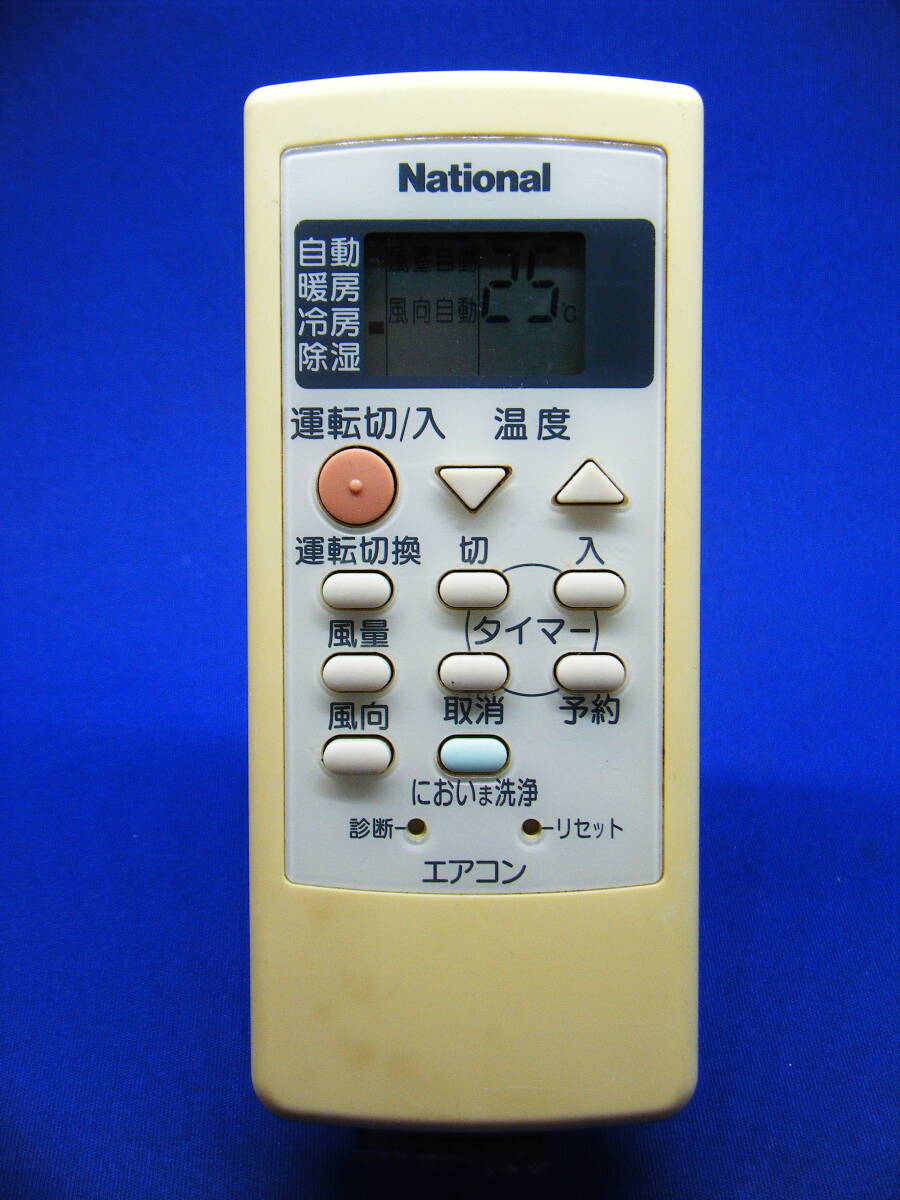 National
自動
暖房
冷房
除湿
風量自動
風向自動
25℃
運転切/入 温度
運転切換 切 入
風量 (タイマー)
風向 取消 予約
においま洗浄
診断 リセット
エアコン